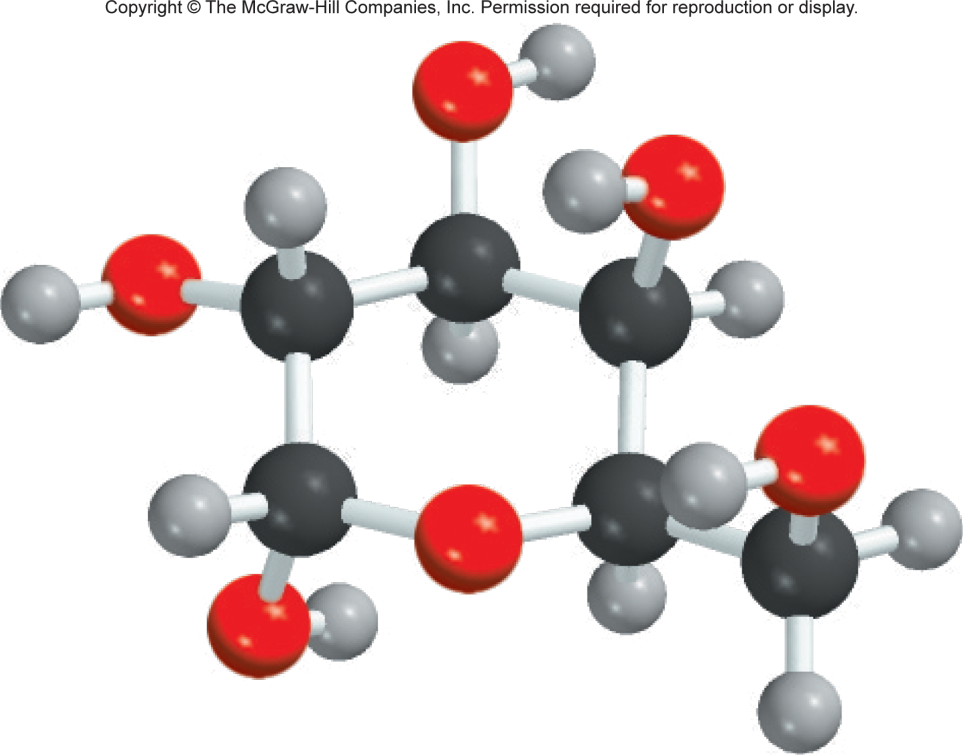 Copyright © The McGraw-Hill Companies, Inc. Permission required for reproduction or display.